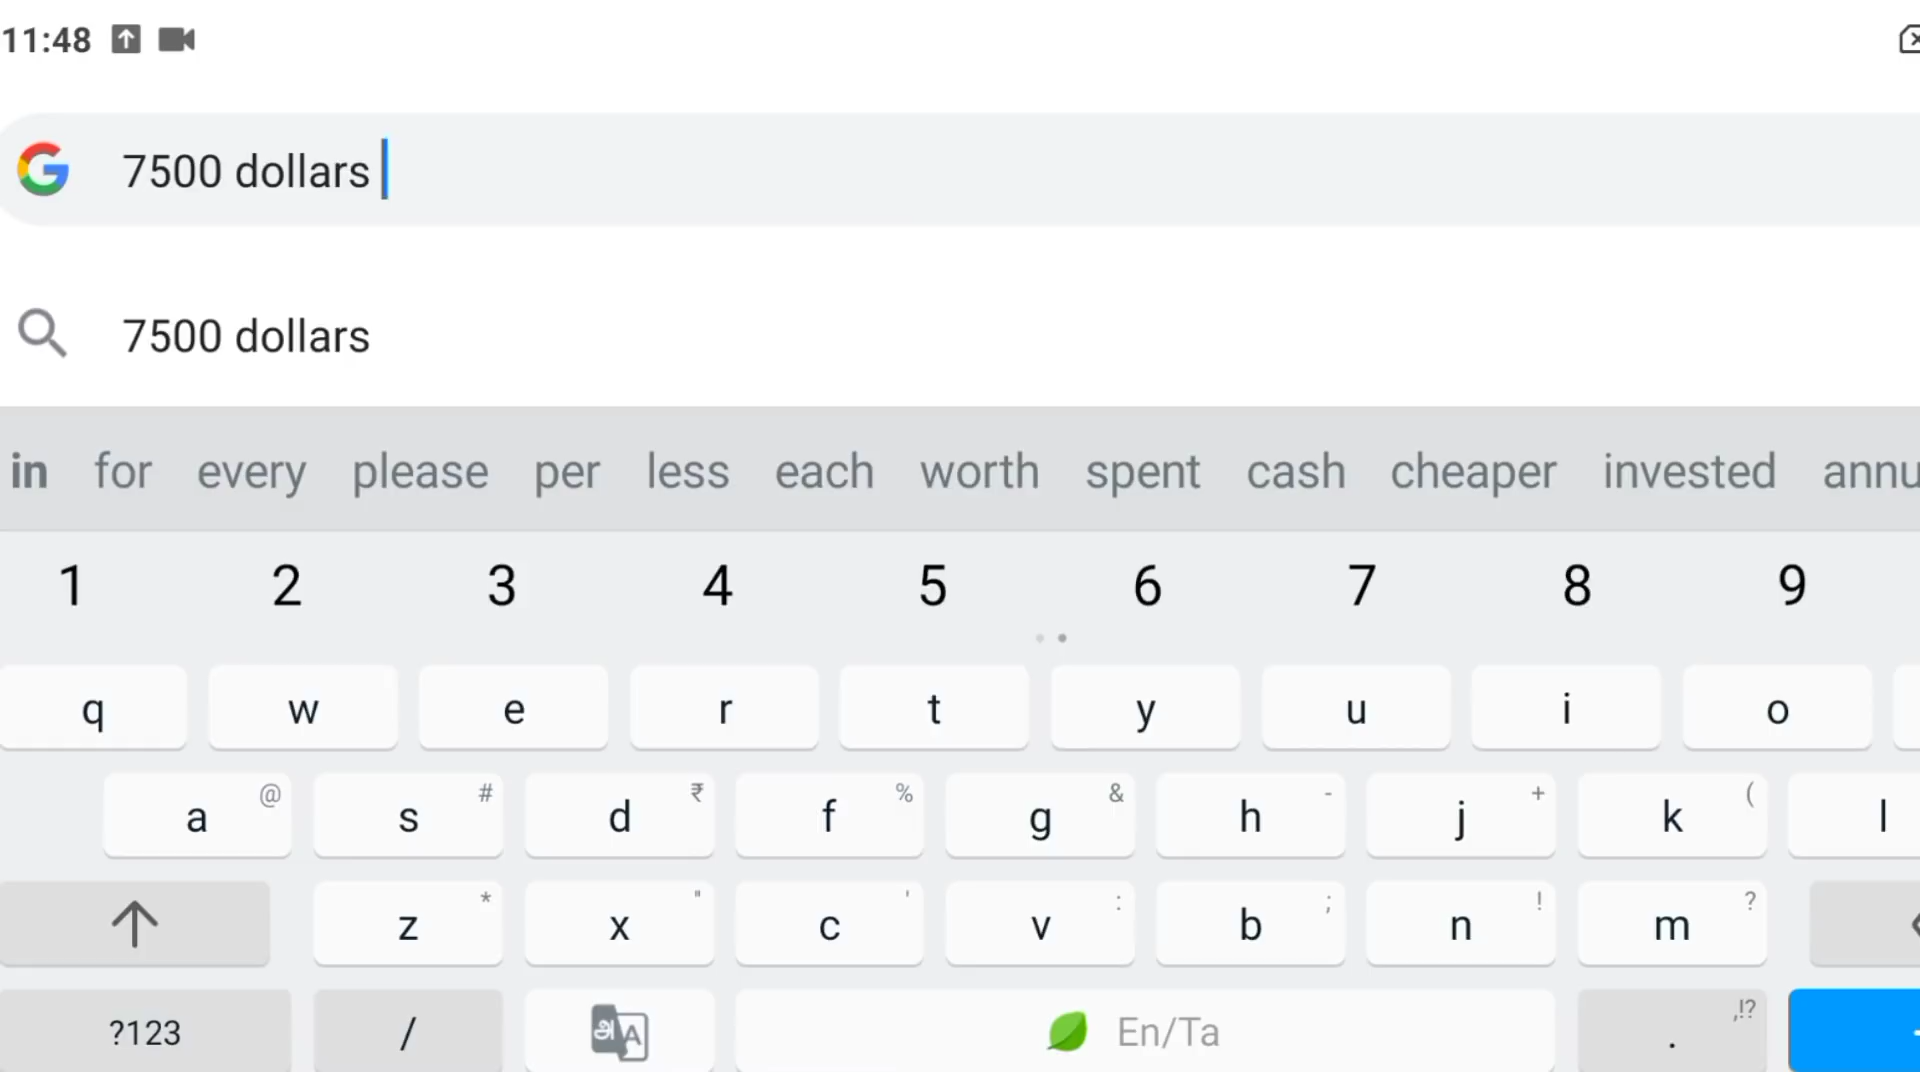 11:48
7500 dollars
7500 dollars
in for every please per less each worth spent cash cheaper invested annu
1 2 3 4 5 6 7 8 9
q w e r t y u i o
a @ s # d ₹ f % g & h - j + k ( l
z * x " c ' v : b ; n ! m ?
?123 / அ A En/Ta . ,!?